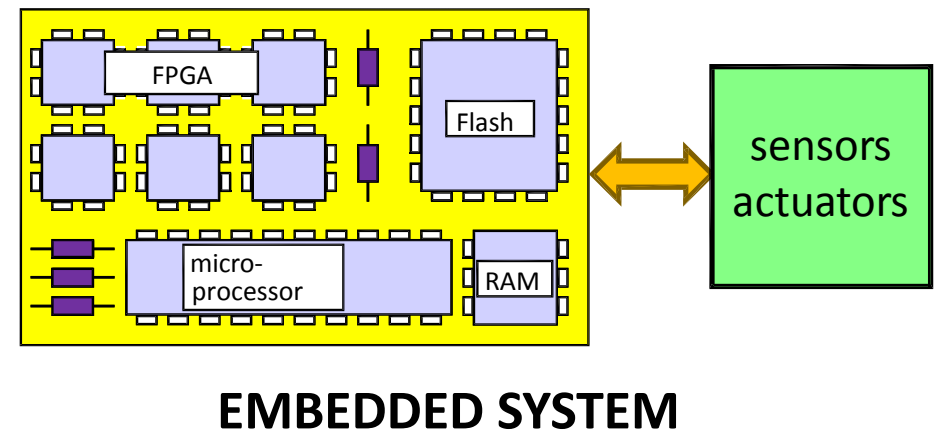 FPGA
Flash
sensors
actuators
micro-
processor
RAM
EMBEDDED SYSTEM